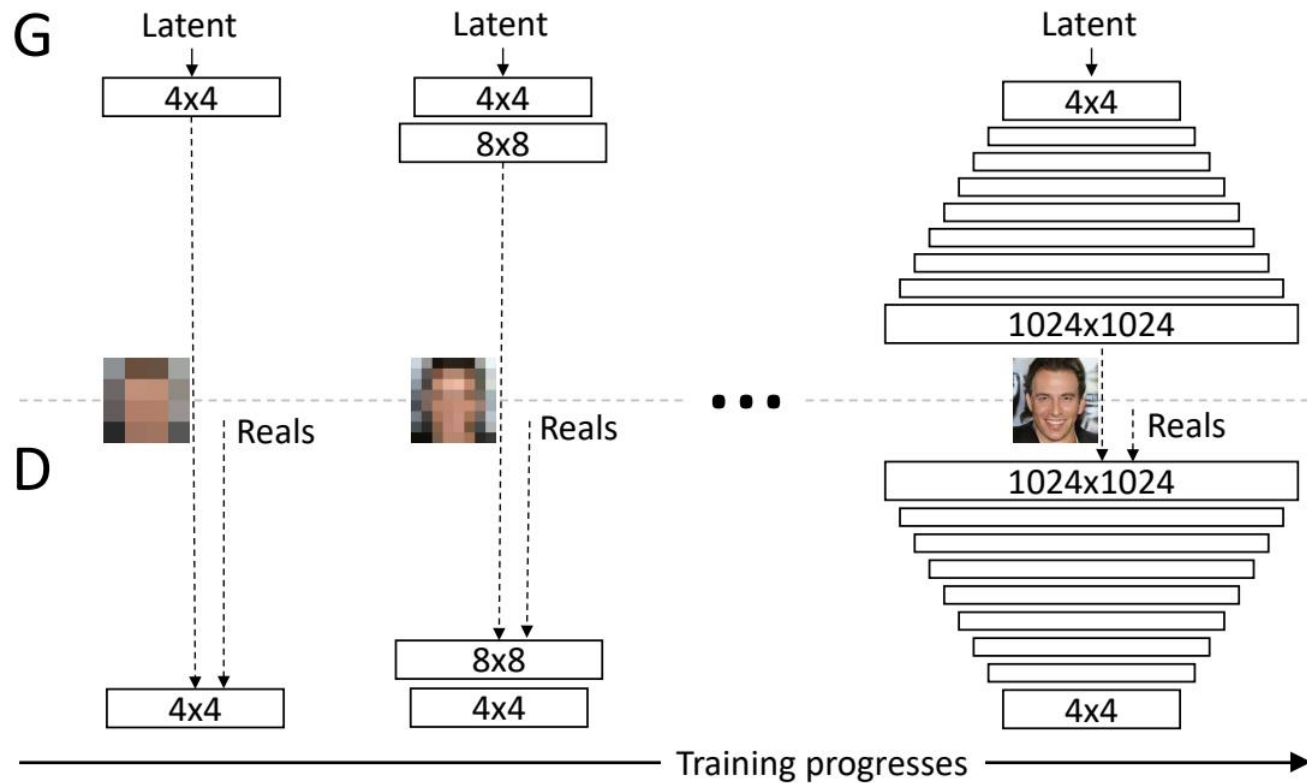 G
Latent
Latent
Latent
4x4
4x4
4x4
8x8
1024x1024
Reals
Reals
Reals
D
1024x1024
8x8
4x4
4x4
4x4
Training progresses